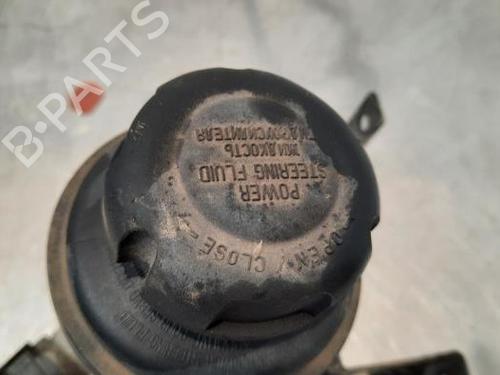 POWER
STEERING FLUID
ЖИДКОСТЬ
ГИДРОУСИЛИТЕЛЯ
OPEN / CLOSE
B-PARTS